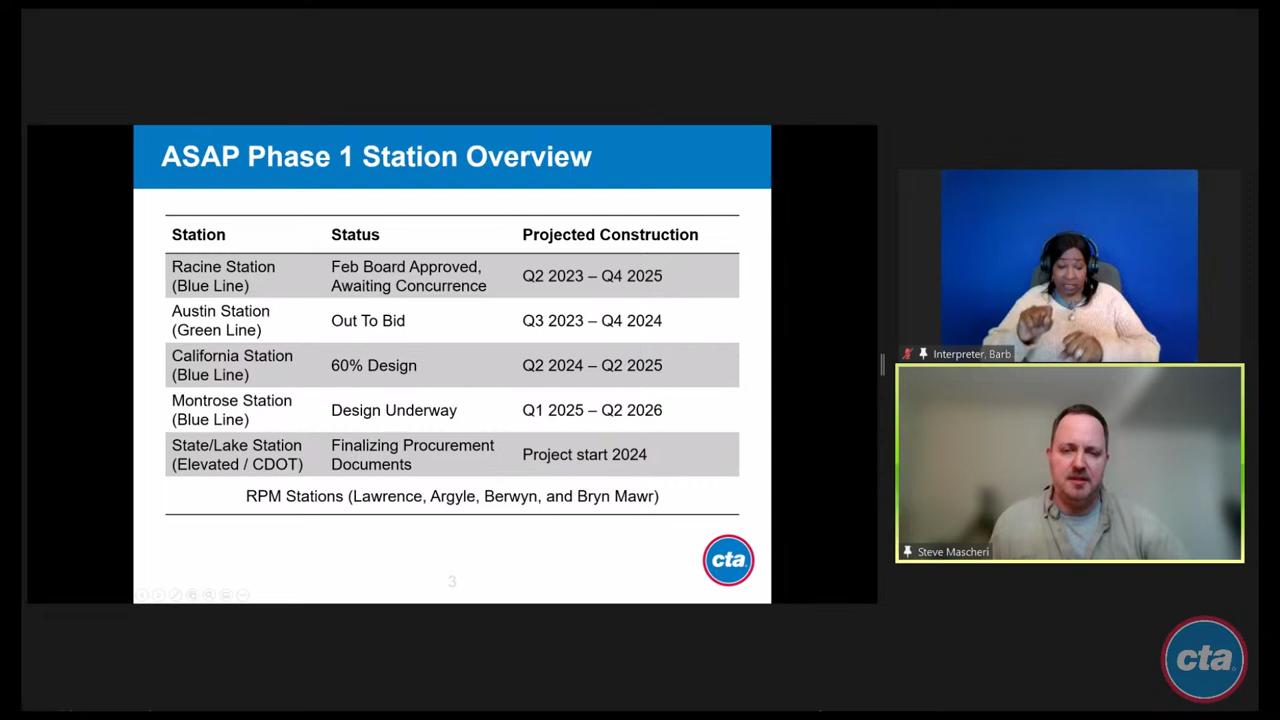 ASAP Phase 1 Station Overview
Station Status Projected Construction
Racine Station
(Blue Line)
Feb Board Approved,
Awaiting Concurrence
Q2 2023 – Q4 2025
Austin Station
(Green Line)
Out To Bid
Q3 2023 – Q4 2024
California Station
(Blue Line)
60% Design
Q2 2024 – Q2 2025
Montrose Station
(Blue Line)
Design Underway
Q1 2025 – Q2 2026
State/Lake Station
(Elevated / CDOT)
Finalizing Procurement
Documents
Project start 2024
RPM Stations (Lawrence, Argyle, Berwyn, and Bryn Mawr)
cta
3
Interpreter, Barb
Steve Mascheri
cta